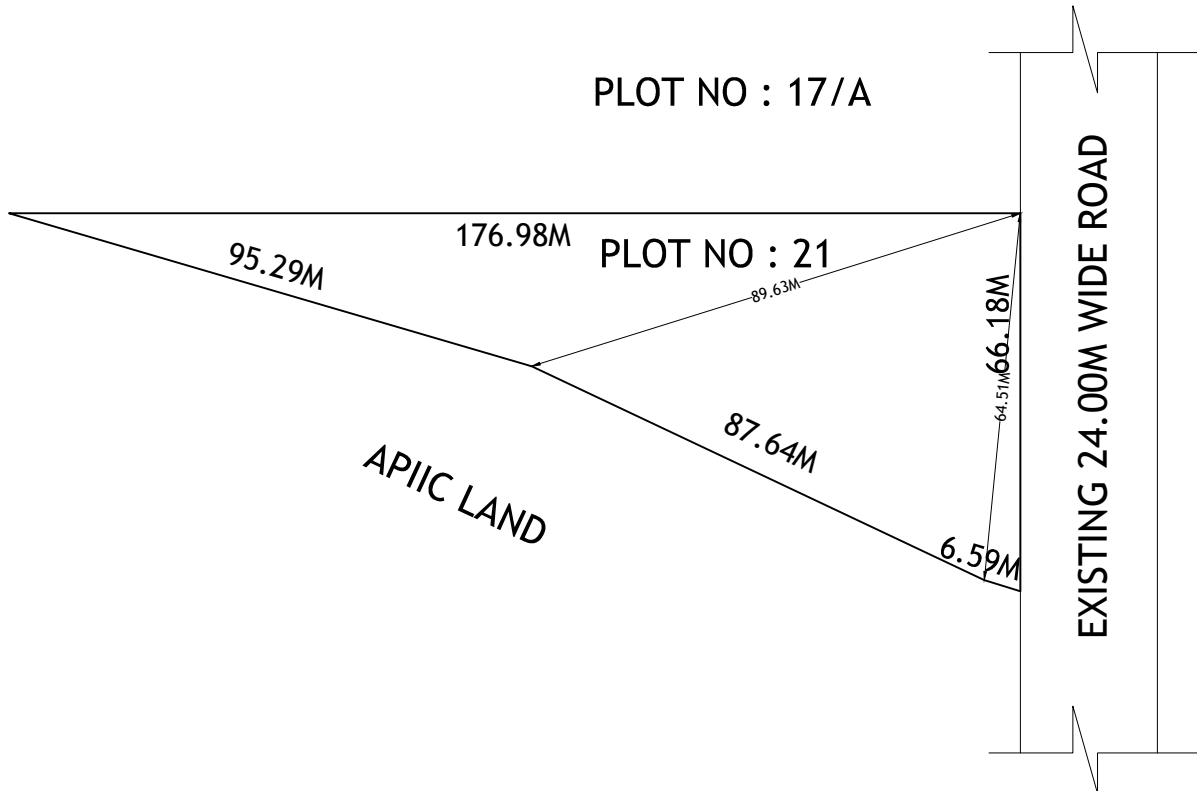 PLOT NO : 17/A
176.98M
PLOT NO : 21
95.29M
89.63M
66.18M
64.51M
87.64M
APIIC LAND
6.59M
EXISTING 24.00M WIDE ROAD